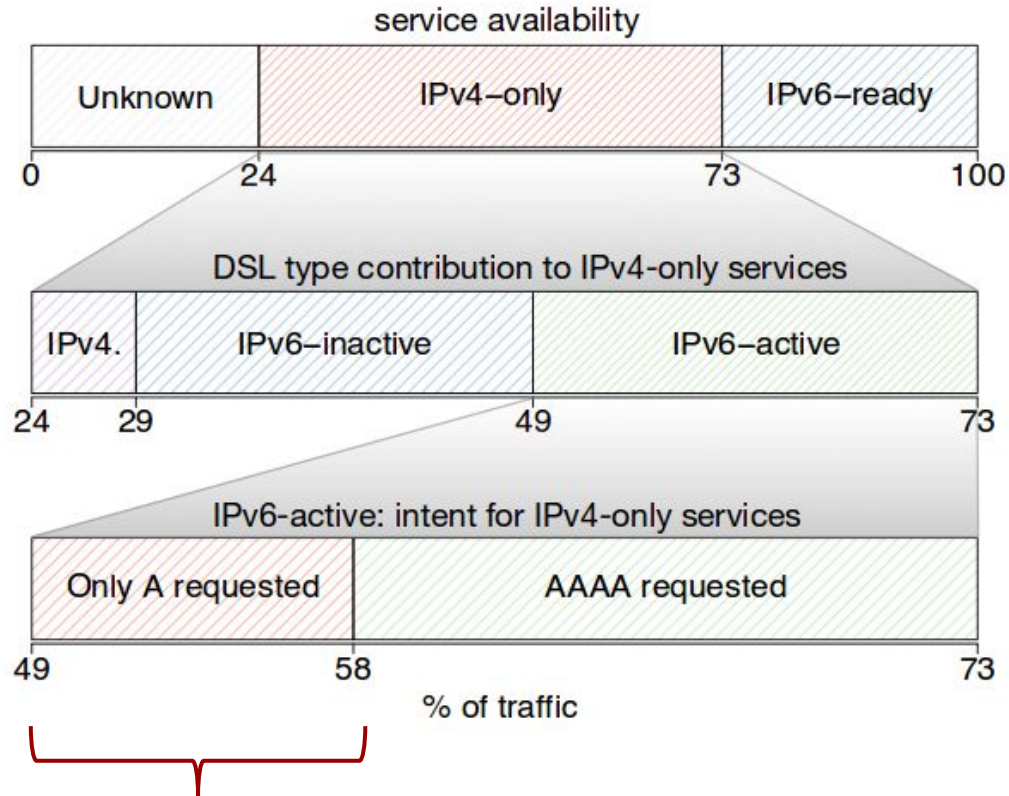 service availability
Unknown IPv4–only IPv6–ready
0 24 73 100
DSL type contribution to IPv4-only services
IPv4. IPv6–inactive IPv6–active
24 29 49 73
IPv6-active: intent for IPv4-only services
Only A requested AAAA requested
49 58 73
% of traffic